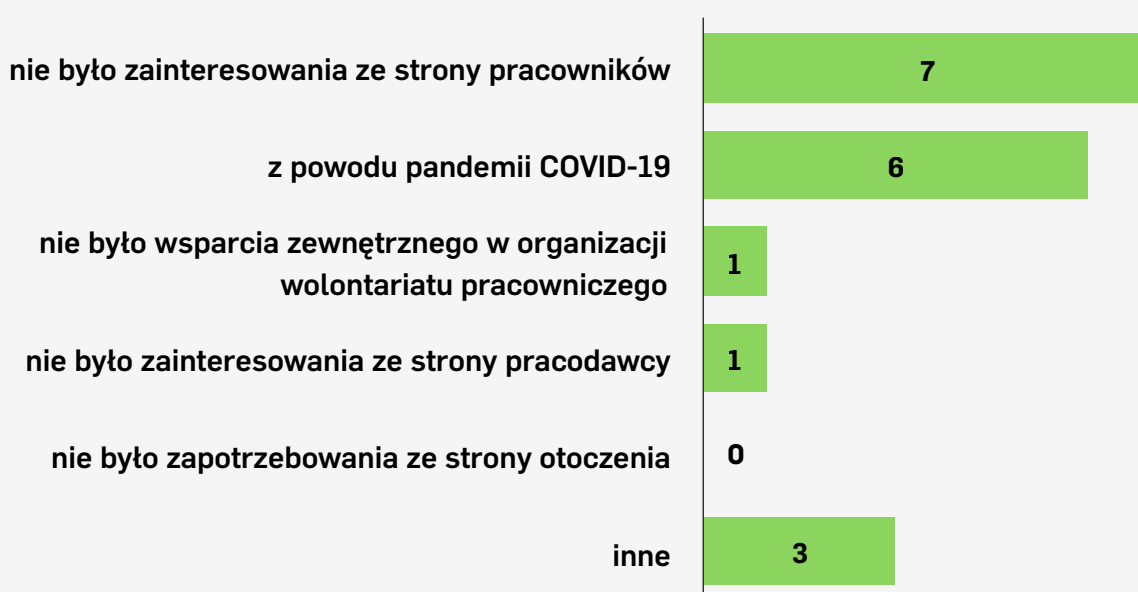 nie było zainteresowania ze strony pracowników
7
z powodu pandemii COVID-19
6
nie było wsparcia zewnętrznego w organizacji
wolontariatu pracowniczego
1
nie było zainteresowania ze strony pracodawcy
1
nie było zapotrzebowania ze strony otoczenia
0
inne
3